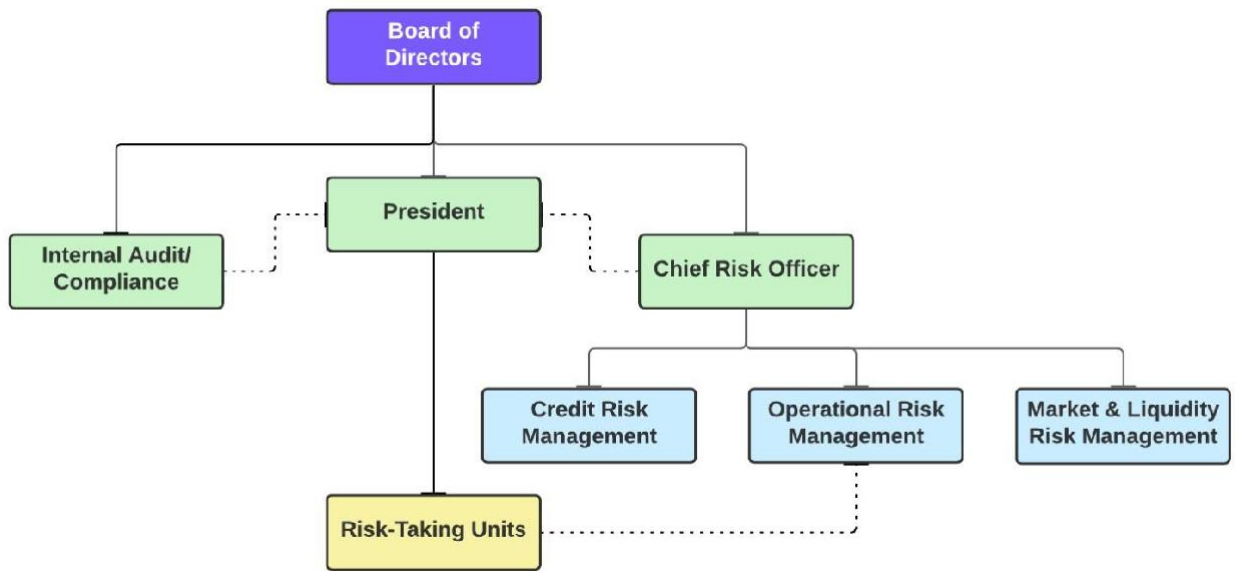 Board of
Directors
President
Internal Audit/
Compliance
Chief Risk Officer
Credit Risk
Management
Operational Risk
Management
Market & Liquidity
Risk Management
Risk-Taking Units